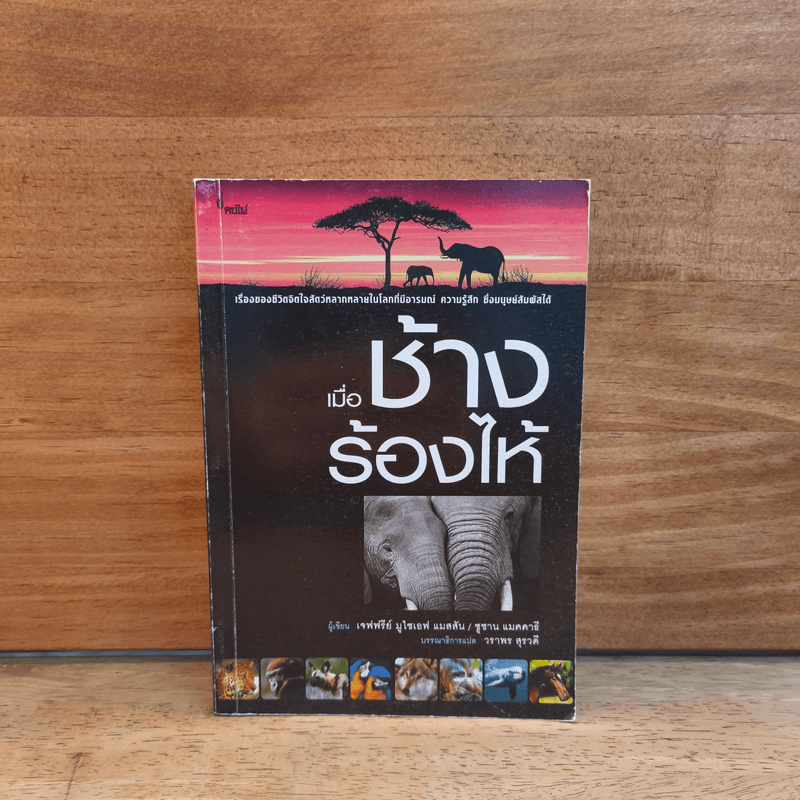 เรื่องของชีวิตจิตใจสัตว์หลากหลายในโลกที่มีอารมณ์ ความรู้สึก ซึ่งมนุษย์สัมผัสได้
เมื่อ ช้าง
ร้องไห้
ผู้เขียน เจฟฟรีย์ มูไซเอฟ แมสสัน / ซูซาน แมคคาธี
บรรณาธิการแปล วราพร สุรวดี